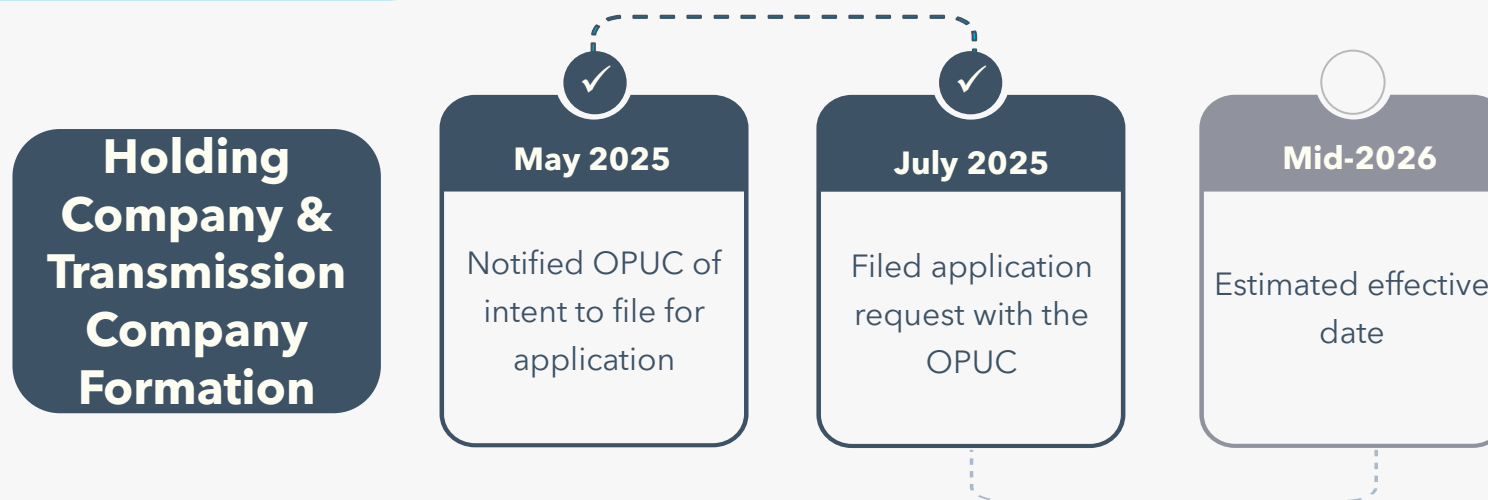 Holding
Company &
Transmission
Company
Formation
May 2025
Notified OPUC of
intent to file for
application
July 2025
Filed application
request with the
OPUC
Mid-2026
Estimated effective
date